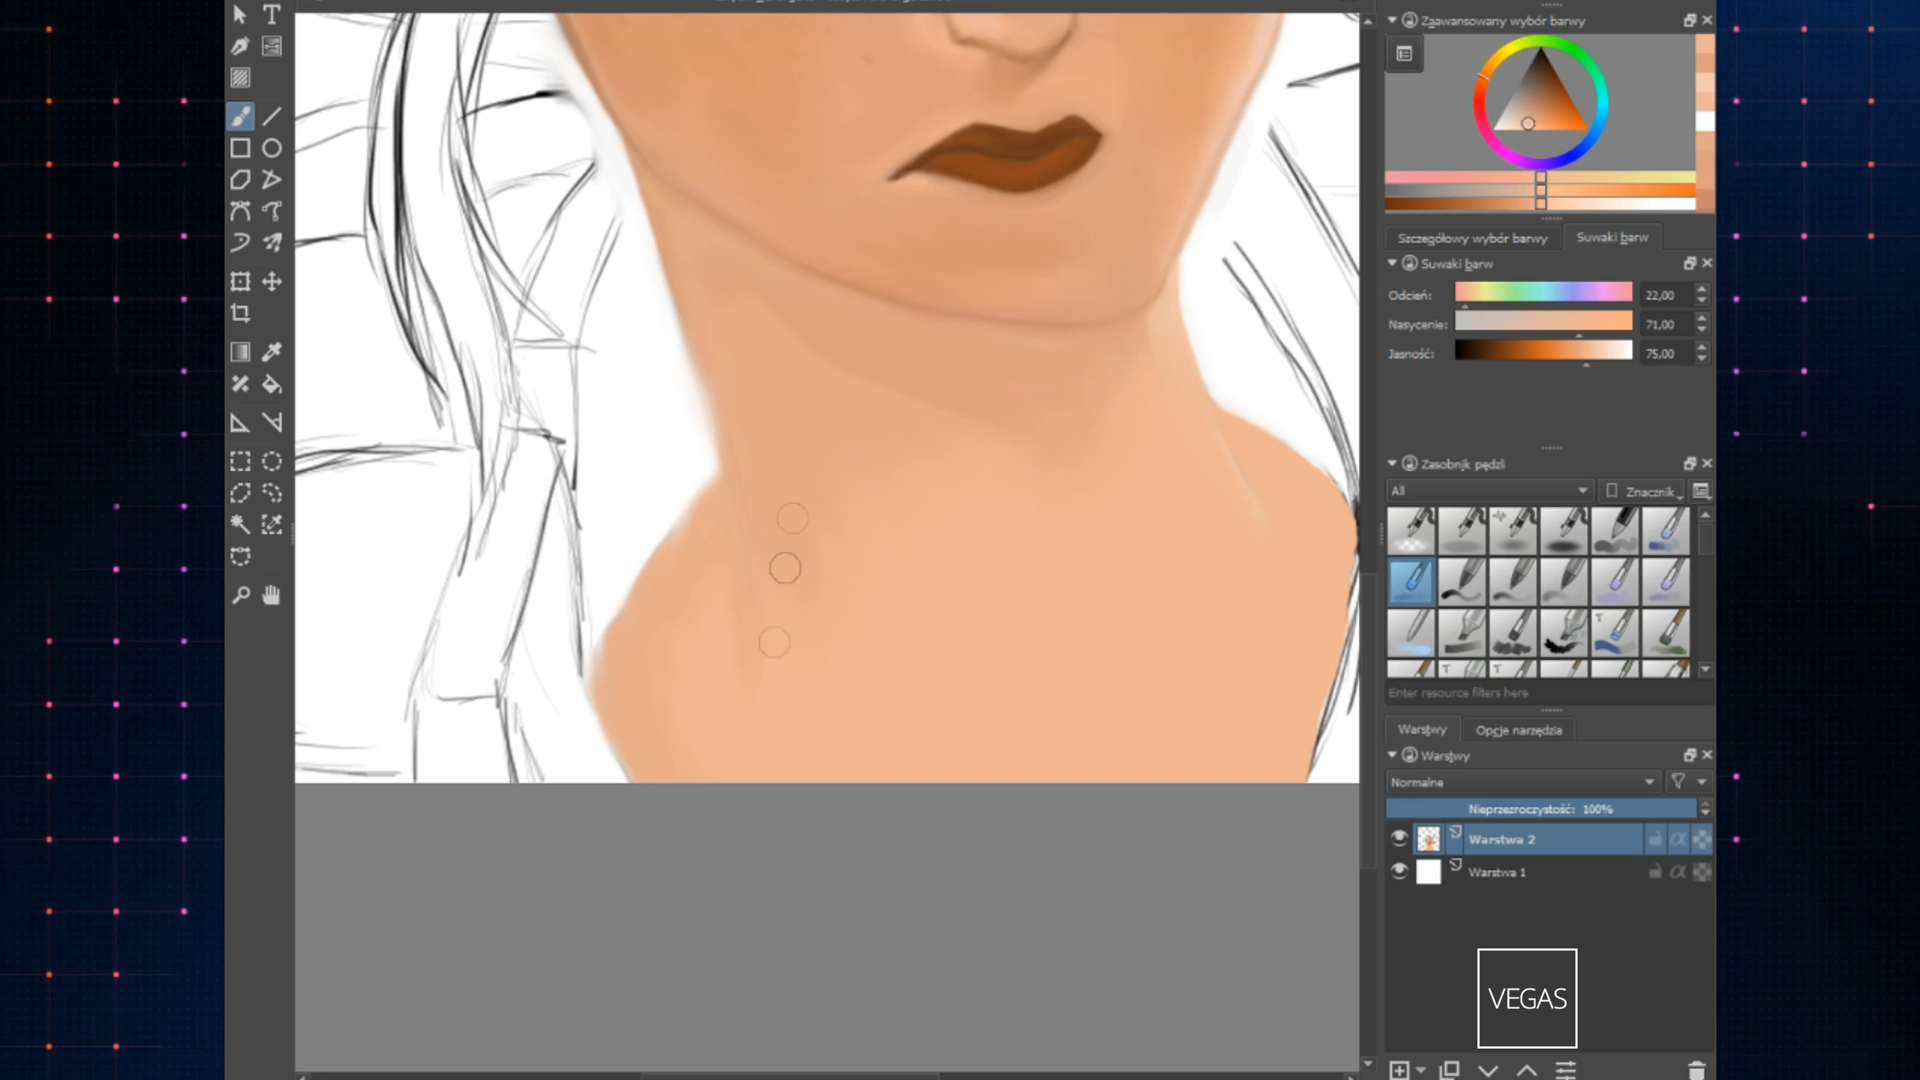 Zaawansowany wybór barwy
Szczegółowy wybór barwy
Suwaki barw
Suwaki barw
Odcień:
22,00
Nasycenie:
71,00
Jasność:
75,00
Zasobnik pędzli
All
Znacznik
Enter resource filters here
Warstwy
Opcje narzędzia
Warstwy
Normalne
Nieprzezroczystość: 100%
Warstwa 2
Warstwa 1
VEGAS